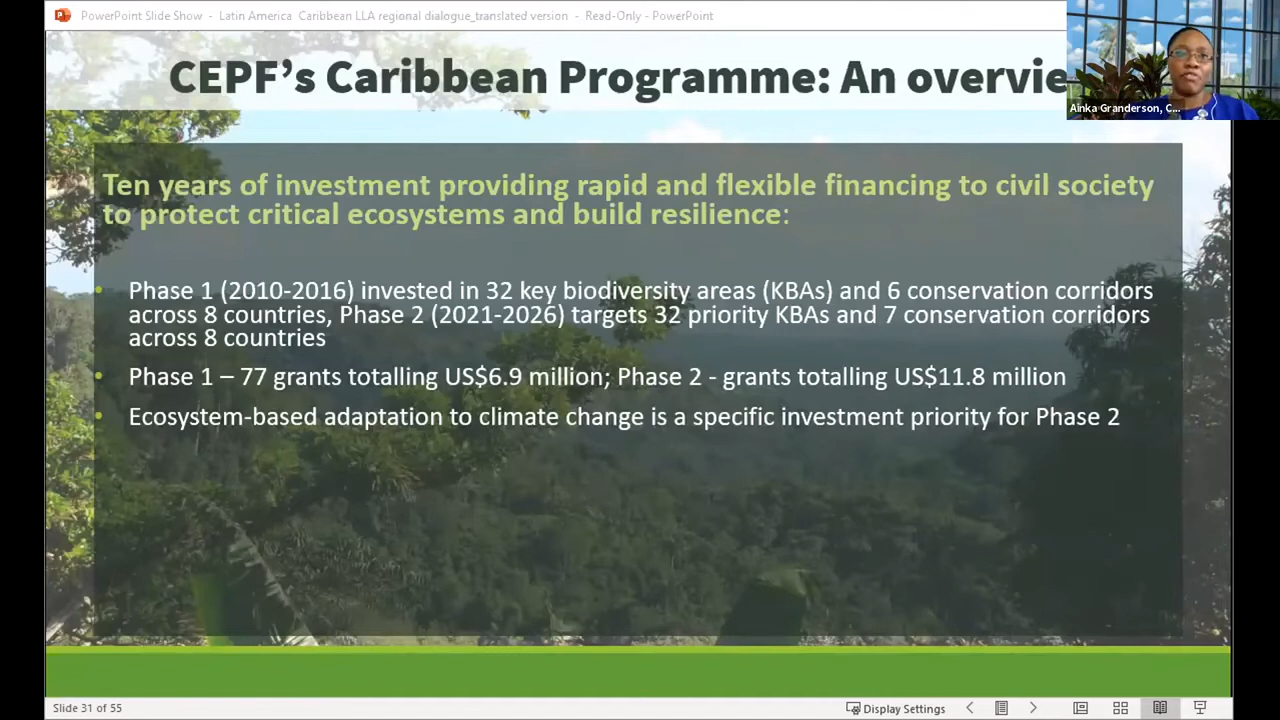 PowerPoint Slide Show - Latin America Caribbean LLA regional dialogue_translated version - Read-Only - PowerPoint
CEPF's Caribbean Programme: An overvie
Ainka Granderson, C...
Ten years of investment providing rapid and flexible financing to civil society
to protect critical ecosystems and build resilience:
• Phase 1 (2010-2016) invested in 32 key biodiversity areas (KBAs) and 6 conservation corridors
across 8 countries, Phase 2 (2021-2026) targets 32 priority KBAs and 7 conservation corridors
across 8 countries
• Phase 1 – 77 grants totalling US$6.9 million; Phase 2 - grants totalling US$11.8 million
• Ecosystem-based adaptation to climate change is a specific investment priority for Phase 2
Slide 31 of 55
Display Settings